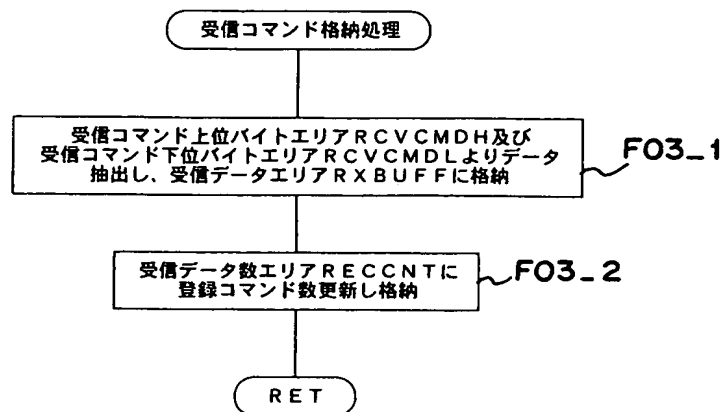 受信コマンド格納処理
受信コマンド上位バイトエリアRCVCMDH及び
受信コマンド下位バイトエリアRCVCMDLよりデータ
抽出し、受信データエリアRXBUFFに格納
F03_1
受信データ数エリアRECCNTに
登録コマンド数更新し格納
F03_2
RET